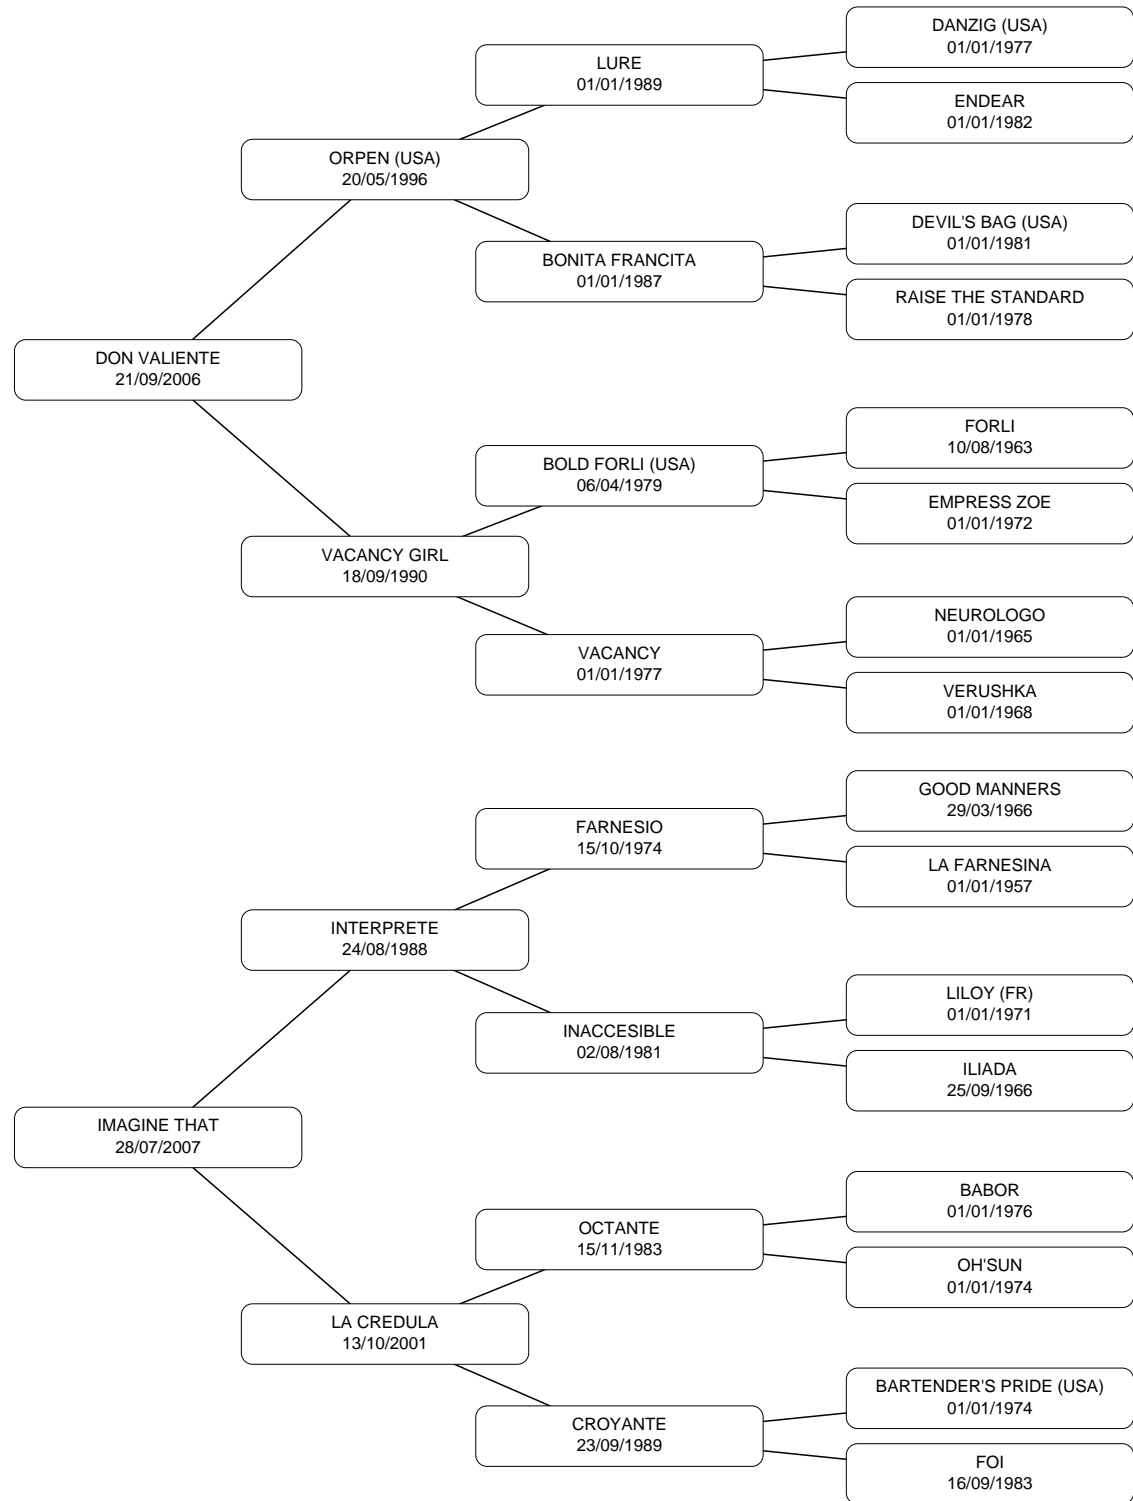 DANZIG (USA)
01/01/1977
LURE
01/01/1989
ENDEAR
01/01/1982
ORPEN (USA)
20/05/1996
DEVIL'S BAG (USA)
01/01/1981
BONITA FRANCITA
01/01/1987
RAISE THE STANDARD
01/01/1978
DON VALIENTE
21/09/2006
FORLI
10/08/1963
BOLD FORLI (USA)
06/04/1979
EMPRESS ZOE
01/01/1972
VACANCY GIRL
18/09/1990
NEUROLOGO
01/01/1965
VACANCY
01/01/1977
VERUSHKA
01/01/1968
GOOD MANNERS
29/03/1966
FARNESIO
15/10/1974
LA FARNESINA
01/01/1957
INTERPRETE
24/08/1988
LILOY (FR)
01/01/1971
INACCESIBLE
02/08/1981
ILIADA
25/09/1966
IMAGINE THAT
28/07/2007
BABOR
01/01/1976
OCTANTE
15/11/1983
OH'SUN
01/01/1974
LA CREDULA
13/10/2001
BARTENDER'S PRIDE (USA)
01/01/1974
CROYANTE
23/09/1989
FOI
16/09/1983